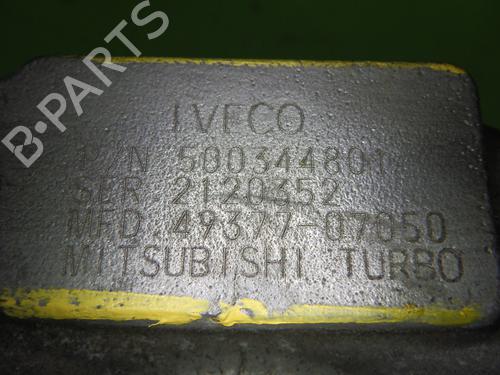 B-PARTS
IVECO
P/N 500344801
SER 2120352
MFD 49377-07050
MITSUBISHI TURBO